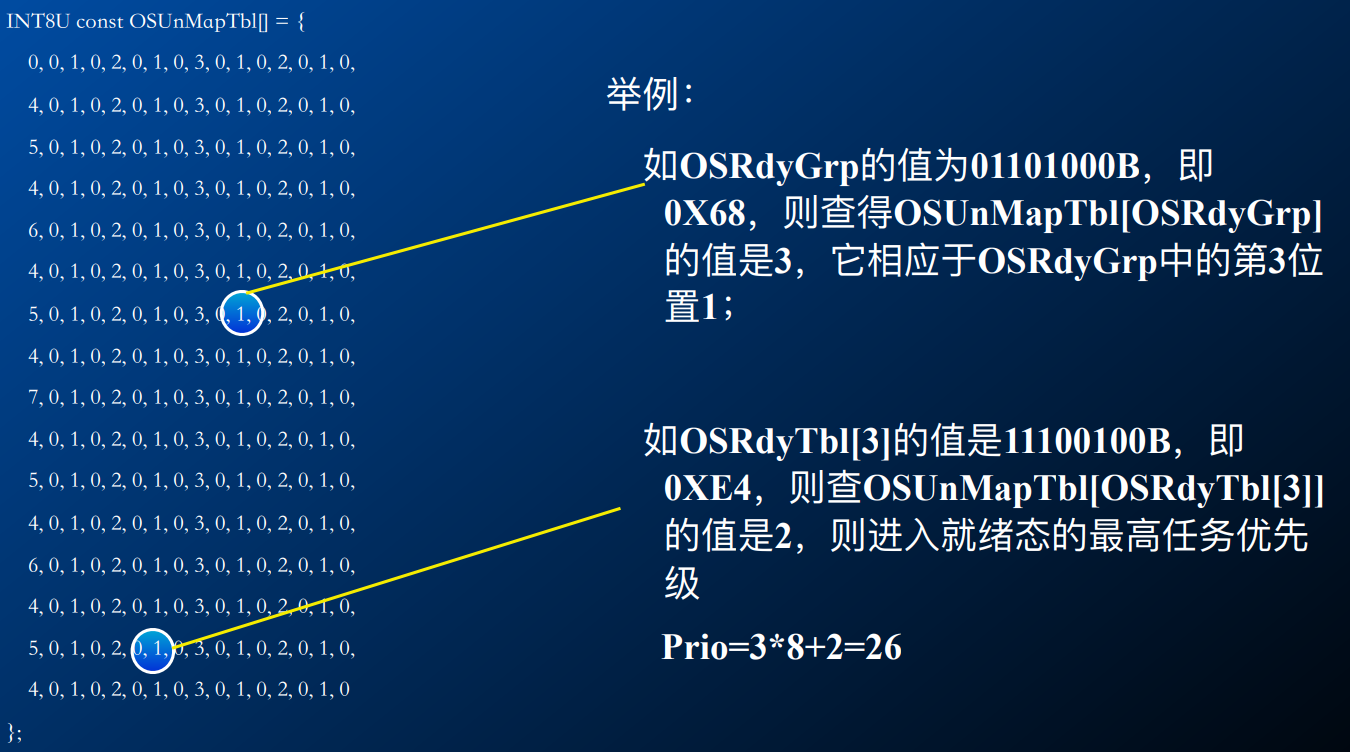 INT8U const OSUnMapTbl[] = {
0, 0, 1, 0, 2, 0, 1, 0, 3, 0, 1, 0, 2, 0, 1, 0,
4, 0, 1, 0, 2, 0, 1, 0, 3, 0, 1, 0, 2, 0, 1, 0,
5, 0, 1, 0, 2, 0, 1, 0, 3, 0, 1, 0, 2, 0, 1, 0,
4, 0, 1, 0, 2, 0, 1, 0, 3, 0, 1, 0, 2, 0, 1, 0,
6, 0, 1, 0, 2, 0, 1, 0, 3, 0, 1, 0, 2, 0, 1, 0,
4, 0, 1, 0, 2, 0, 1, 0, 3, 0, 1, 0, 2, 0, 1, 0,
5, 0, 1, 0, 2, 0, 1, 0, 3, 0, 1, 0, 2, 0, 1, 0,
4, 0, 1, 0, 2, 0, 1, 0, 3, 0, 1, 0, 2, 0, 1, 0,
7, 0, 1, 0, 2, 0, 1, 0, 3, 0, 1, 0, 2, 0, 1, 0,
4, 0, 1, 0, 2, 0, 1, 0, 3, 0, 1, 0, 2, 0, 1, 0,
5, 0, 1, 0, 2, 0, 1, 0, 3, 0, 1, 0, 2, 0, 1, 0,
4, 0, 1, 0, 2, 0, 1, 0, 3, 0, 1, 0, 2, 0, 1, 0,
6, 0, 1, 0, 2, 0, 1, 0, 3, 0, 1, 0, 2, 0, 1, 0,
4, 0, 1, 0, 2, 0, 1, 0, 3, 0, 1, 0, 2, 0, 1, 0,
5, 0, 1, 0, 2, 0, 1, 0, 3, 0, 1, 0, 2, 0, 1, 0,
4, 0, 1, 0, 2, 0, 1, 0, 3, 0, 1, 0, 2, 0, 1, 0
};
举例：
如OSRdyGrp的值为01101000B，即
0X68，则查得OSUnMapTbl[OSRdyGrp]
的值是3，它相应于OSRdyGrp中的第3位
置1；
如OSRdyTbl[3]的值是11100100B，即
0XE4，则查OSUnMapTbl[OSRdyTbl[3]]
的值是2，则进入就绪态的最高任务优先
级
Prio=3*8+2=26